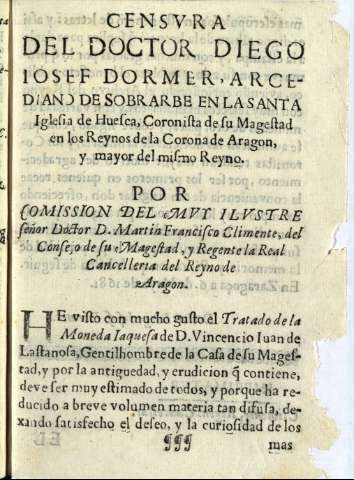 CENSVRA
DEL DOCTOR DIEGO
IOSEF DORMER, ARCE-
DIANO DE SOBRARBE EN LA SANTA
Iglesia de Huesca, Coronista de su Magestad
en los Reynos de la Corona de Aragon,
y mayor del mismo Reyno.
POR
COMISSION DEL MUY ILVSTRE
señor Doctor D. Martin Francisco Climente, del
Consejo de su Magestad, y Regente la Real
Cancelleria del Reyno de
Aragon.
HE visto con mucho gusto el Tratado de la
Moneda Iaquesa de D. Vincencio Iuan de
Lastanosa, Gentilhombre de la Casa de su Mages-
tad, y por la antiguedad, y erudicion q̃ contiene,
deve ser muy estimado de todos, y porque ha re-
ducido a breve volumen materia tan difusa, de-
xando satisfecho el deseo, y la curiosidad de los
¶¶¶ mas